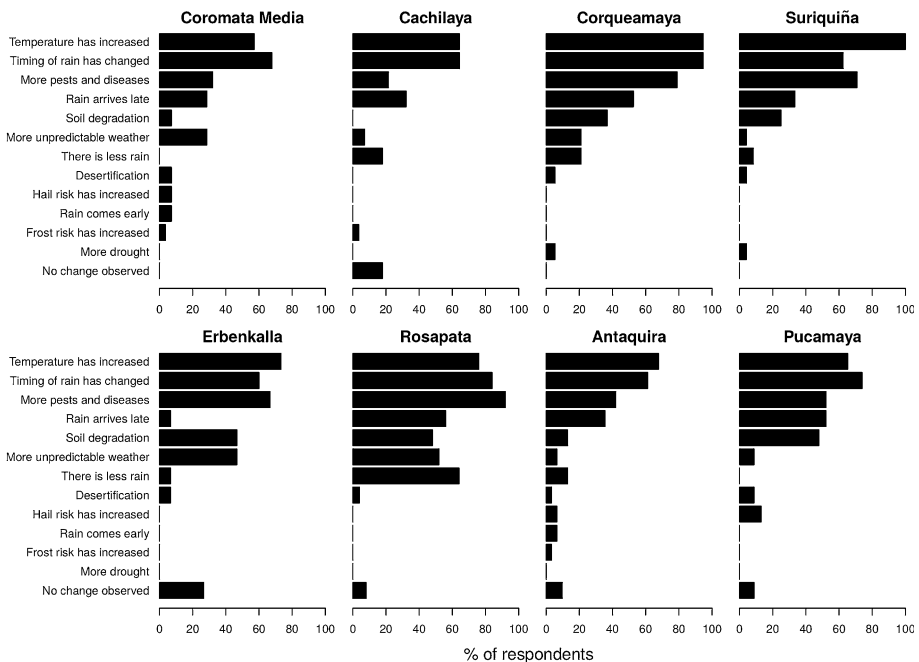 Coromata Media Cachilaya Corqueamaya Suriquiña
Temperature has increased
Timing of rain has changed
More pests and diseases
Rain arrives late
Soil degradation
More unpredictable weather
There is less rain
Desertification
Hail risk has increased
Rain comes early
Frost risk has increased
More drought
No change observed
0 20 40 60 80 100 0 20 40 60 80 100 0 20 40 60 80 100 0 20 40 60 80 100
Erbenkalla Rosapata Antaquira Pucamaya
Temperature has increased
Timing of rain has changed
More pests and diseases
Rain arrives late
Soil degradation
More unpredictable weather
There is less rain
Desertification
Hail risk has increased
Rain comes early
Frost risk has increased
More drought
No change observed
0 20 40 60 80 100 0 20 40 60 80 100 0 20 40 60 80 100 0 20 40 60 80 100
% of respondents